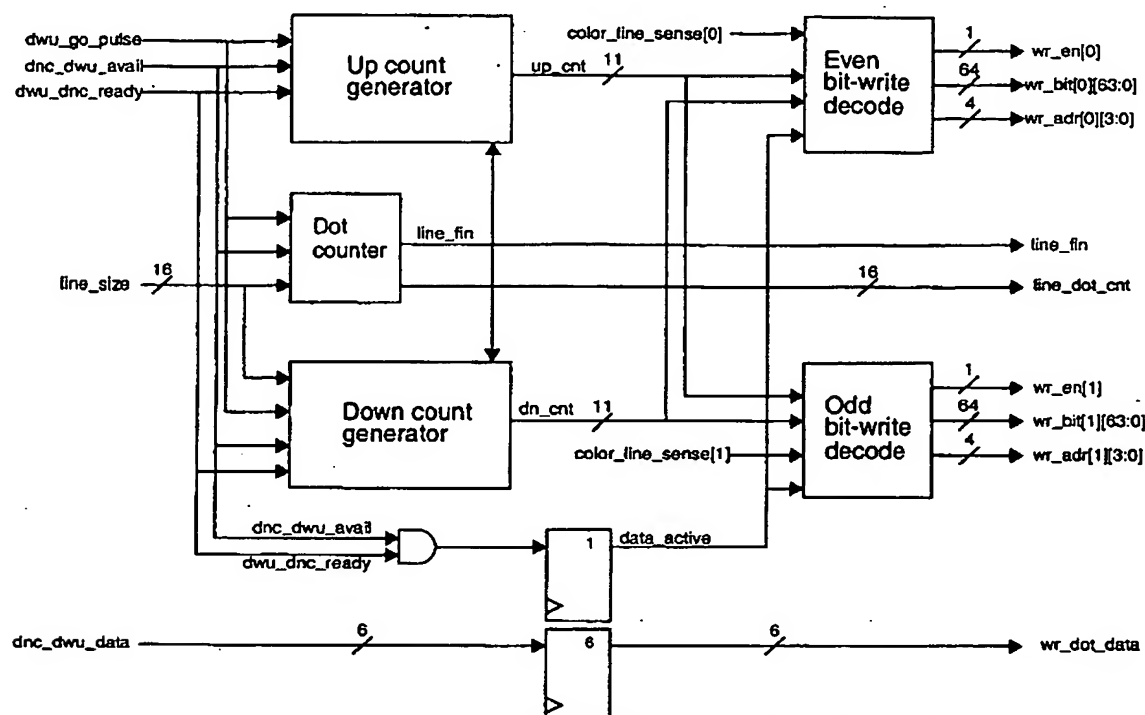 dwu_go_pulse
dnc_dwu_avail
dwu_dnc_ready
Up count
generator
up_cnt
11
color_line_sense[0]
Even
bit-write
decode
1
wr_en[0]
64
wr_bit[0][63:0]
4
wr_adr[0][3:0]
Dot
counter
line_fin
line_fin
line_size
16
16
line_dot_cnt
Down count
generator
dn_cnt
11
color_line_sense[1]
Odd
bit-write
decode
1
wr_en[1]
64
wr_bit[1][63:0]
4
wr_adr[1][3:0]
dnc_dwu_avail
dwu_dnc_ready
1
data_active
dnc_dwu_data
6
6
6
wr_dot_data